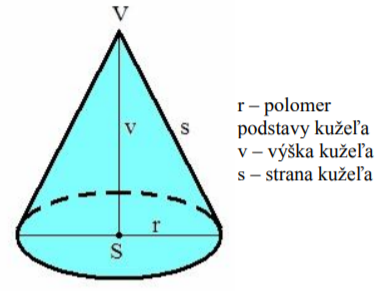 V
v
s
r
S
r – polomer
podstavy kužeľa
v – výška kužeľa
s – strana kužeľa